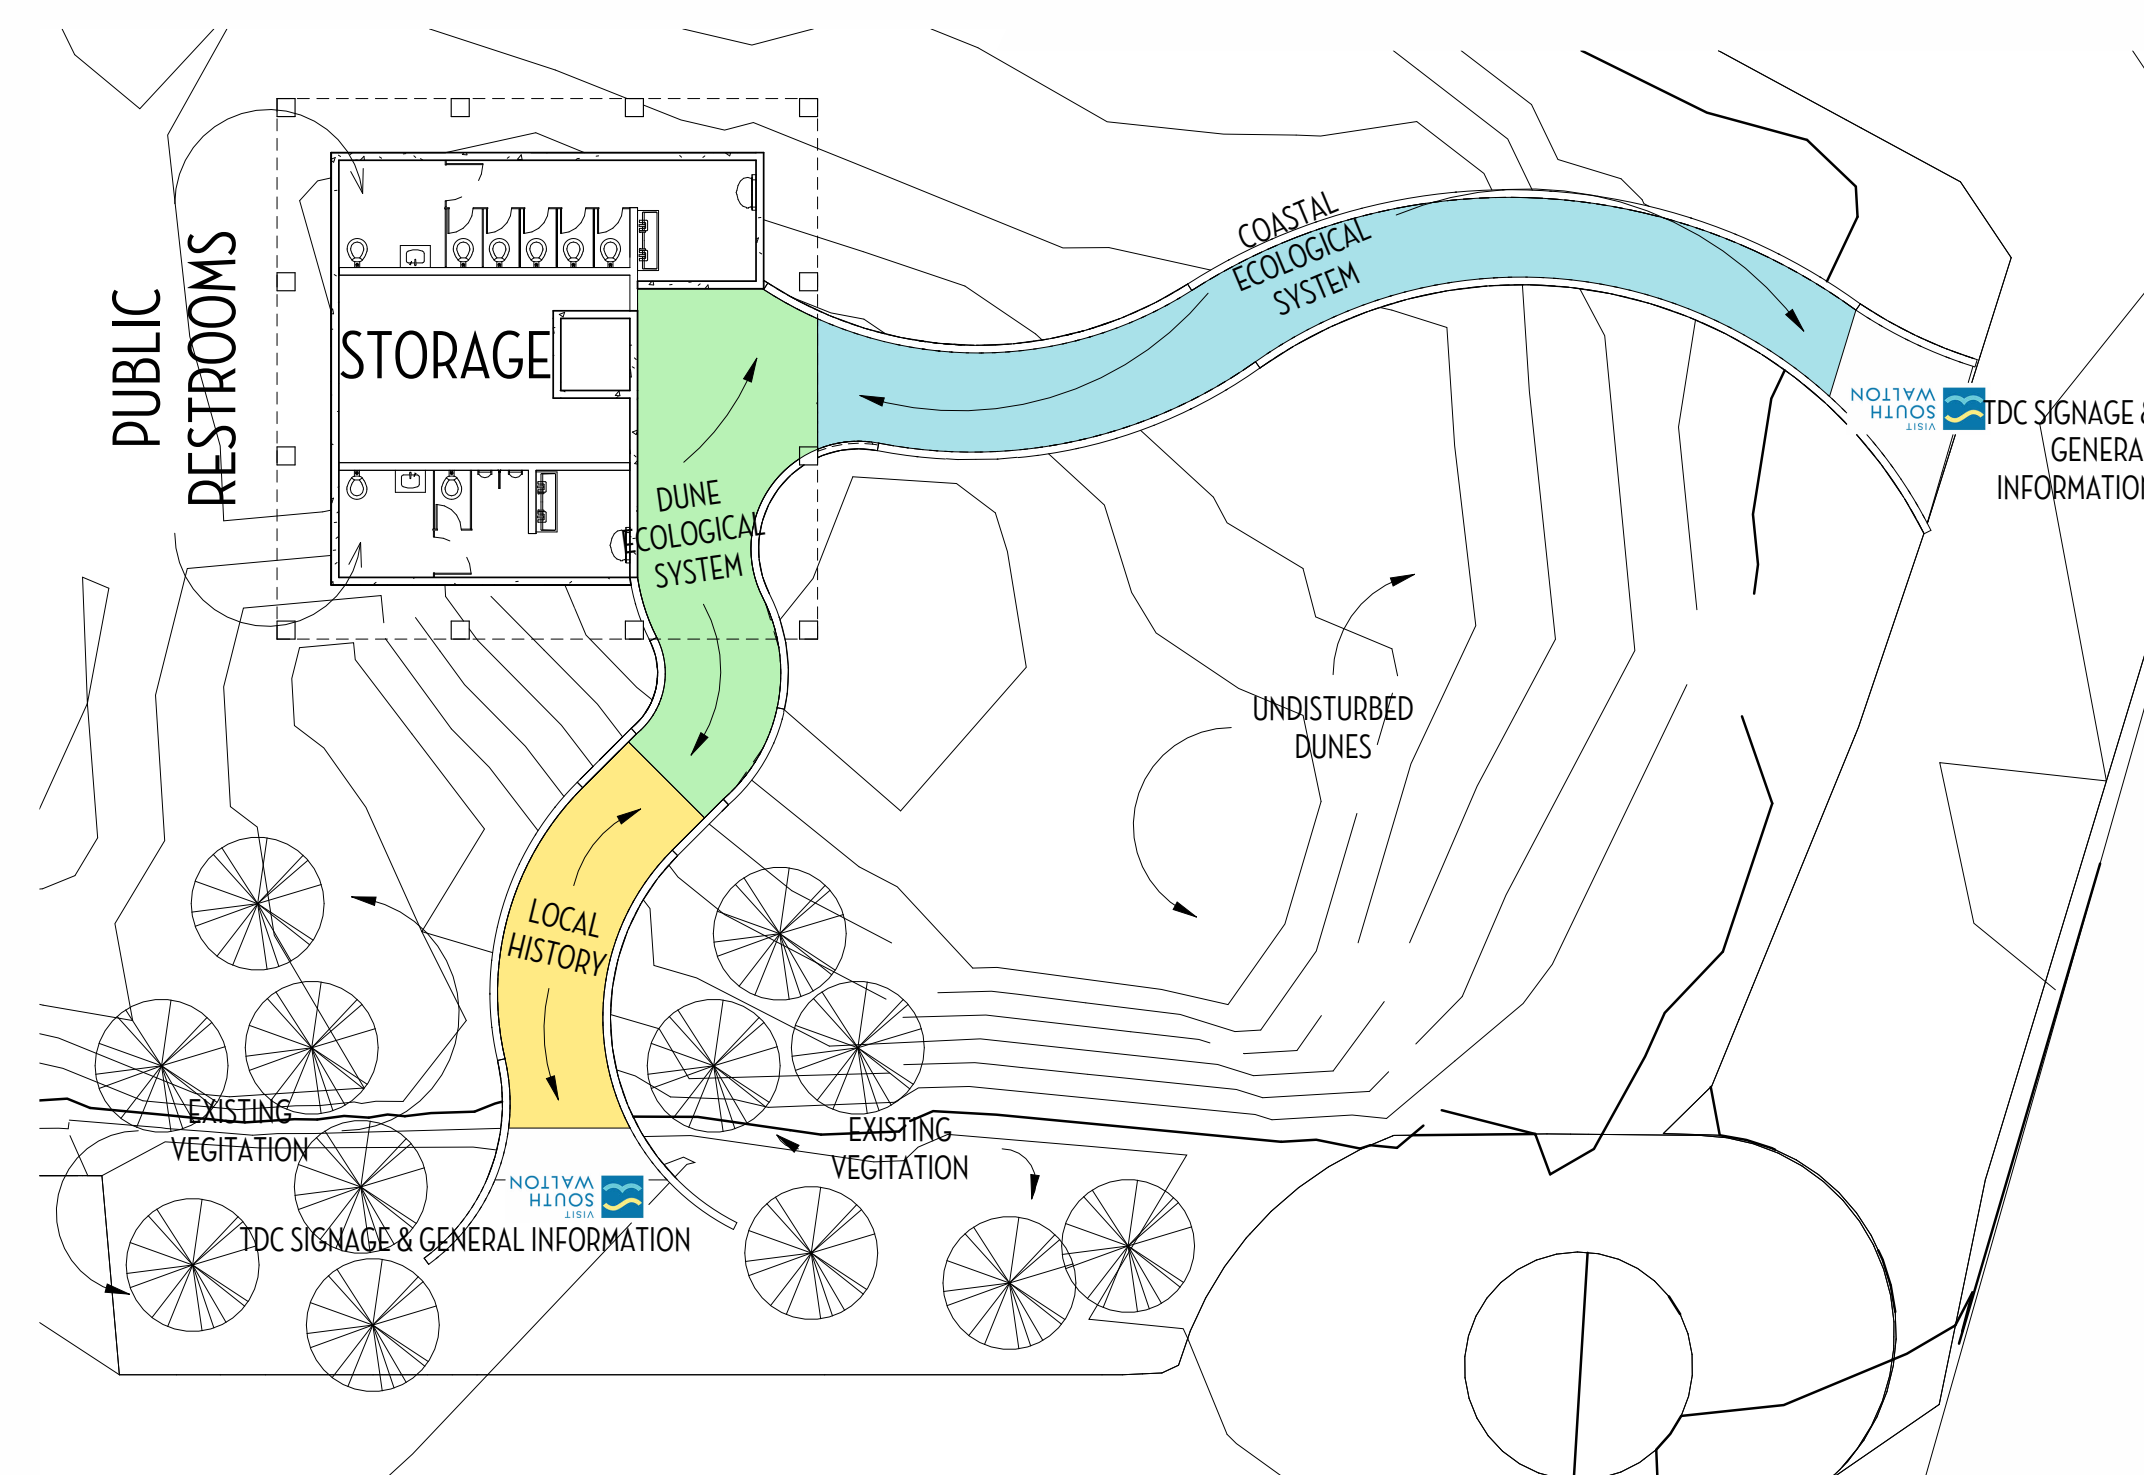 PUBLIC
RESTROOMS
STORAGE
COASTAL
ECOLOGICAL
SYSTEM
VISIT
SOUTH
WALTON
TDC SIGNAGE &
GENERA
INFORMATION
DUNE
ECOLOGICAL
SYSTEM
UNDISTURBED
DUNES
LOCAL
HISTORY
EXISTING
VEGITATION
EXISTING
VEGITATION
VISIT
SOUTH
WALTON
TDC SIGNAGE & GENERAL INFORMATION